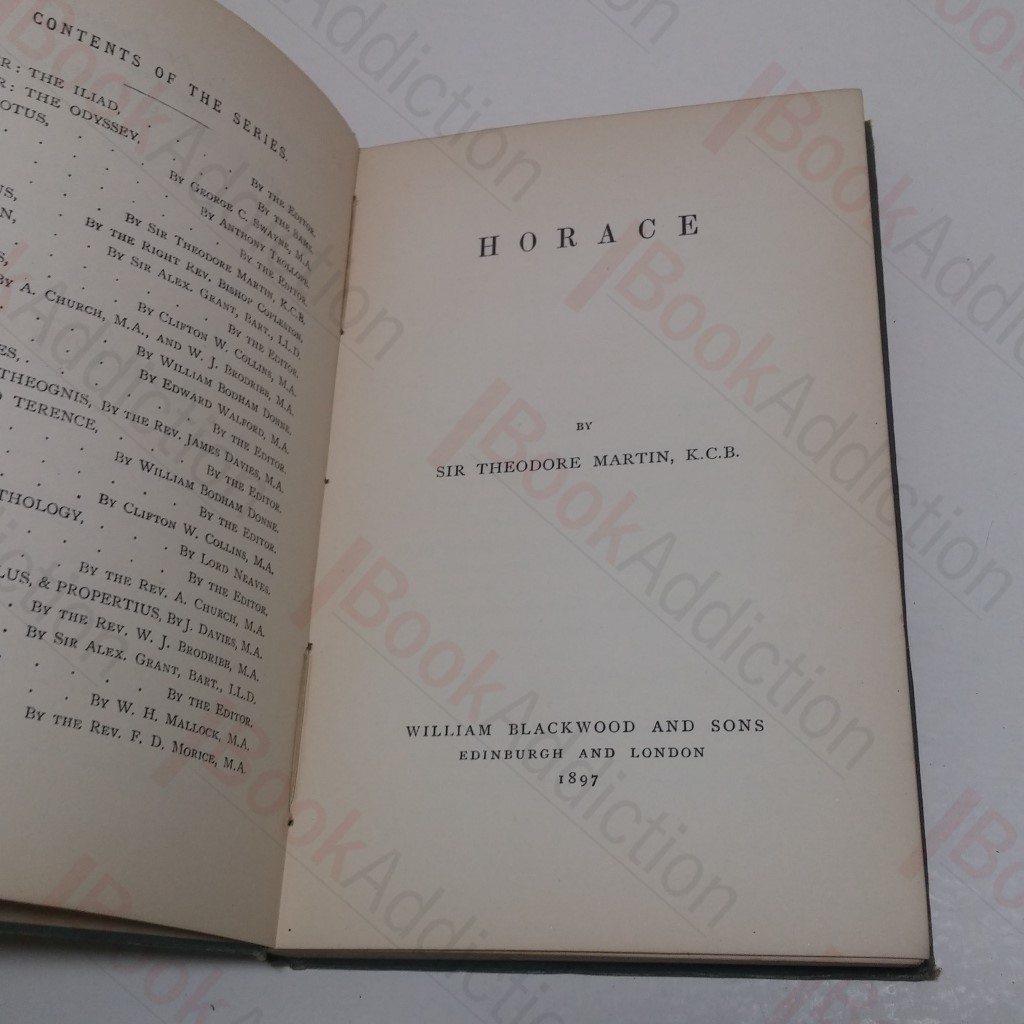 CONTENTS OF THE SERIES.
R: THE ILIAD, . . . BY THE EDITOR.
R: THE ODYSSEY, . . . BY THE SAME.
OTUS, . . . BY GEORGE C. SWAYNE, M.A.
BY ANTHONY TROLLOPE.
BY THE EDITOR.
BY SIR THEODORE MARTIN, K.C.B.
US, . . . BY THE RIGHT REV. BISHOP COPLESTON.
N, . . . BY SIR ALEX. GRANT, BART., LL.D.
BY THE EDITOR.
S, . . . BY CLIFTON W. COLLINS, M.A.
BY A. CHURCH, M.A., AND W. J. BRODRIBB, M.A.
BY WILLIAM BODHAM DONNE.
BY EDWARD WALFORD, M.A.
ES, . . . BY THE EDITOR.
THEOGNIS, BY THE REV. JAMES DAVIES, M.A.
TERENCE, . . . BY THE EDITOR.
BY WILLIAM BODHAM DONNE.
BY THE EDITOR.
BY CLIFTON W. COLLINS, M.A.
THOLOGY, . . . BY LORD NEAVES.
BY THE EDITOR.
BY THE REV. A. CHURCH, M.A.
LUS, & PROPERTIUS, BY J. DAVIES, M.A.
BY THE REV. W. J. BRODRIBB, M.A.
BY SIR ALEX. GRANT, BART., LL.D.
BY THE EDITOR.
BY W. H. MALLOCK, M.A.
BY THE REV. F. D. MORICE, M.A.
HORACE
BY
SIR THEODORE MARTIN, K.C.B.
WILLIAM BLACKWOOD AND SONS
EDINBURGH AND LONDON
1897
BookAddiction